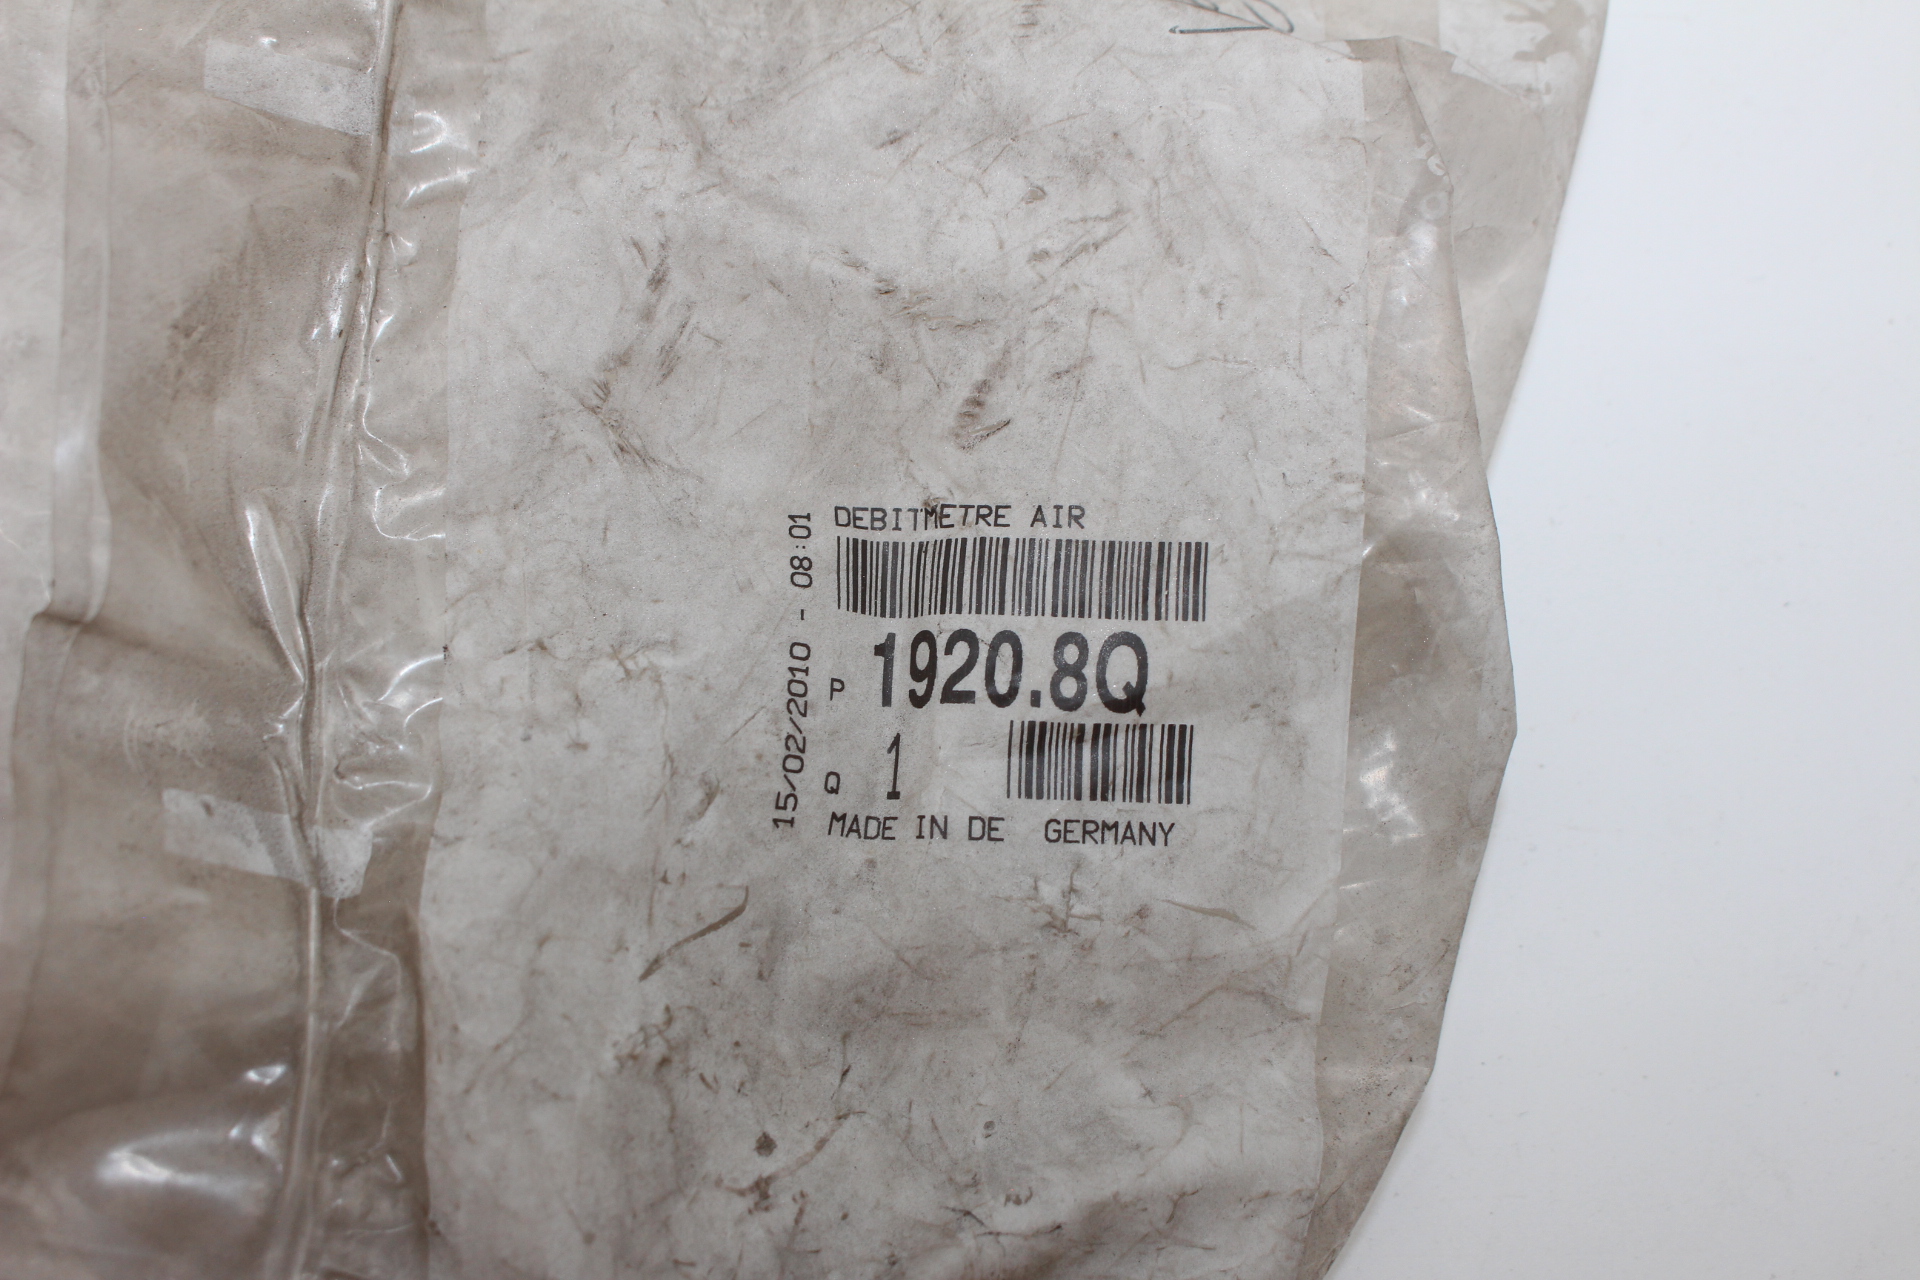 DEBITMETRE AIR
P 1920.8Q
Q 1
MADE IN DE GERMANY
15/02/2010 - 08:01